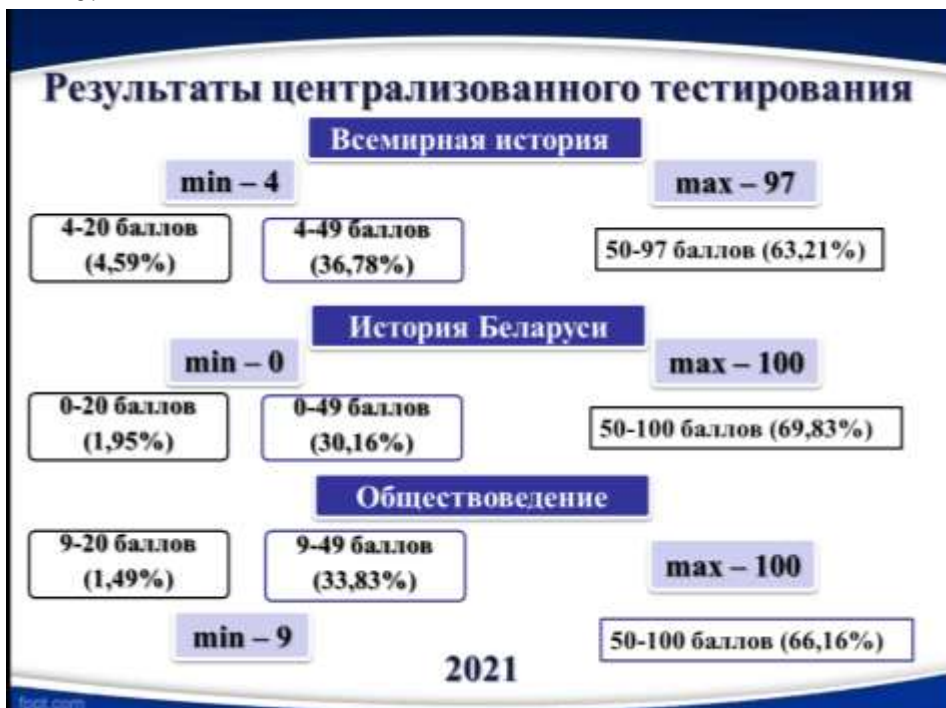 Результаты централизованного тестирования
Всемирная история
min – 4
max – 97
4-20 баллов
(4,59%)
4-49 баллов
(36,78%)
50-97 баллов (63,21%)
История Беларуси
min – 0
max – 100
0-20 баллов
(1,95%)
0-49 баллов
(30,16%)
50-100 баллов (69,83%)
Обществоведение
9-20 баллов
(1,49%)
9-49 баллов
(33,83%)
max – 100
min – 9
50-100 баллов (66,16%)
2021